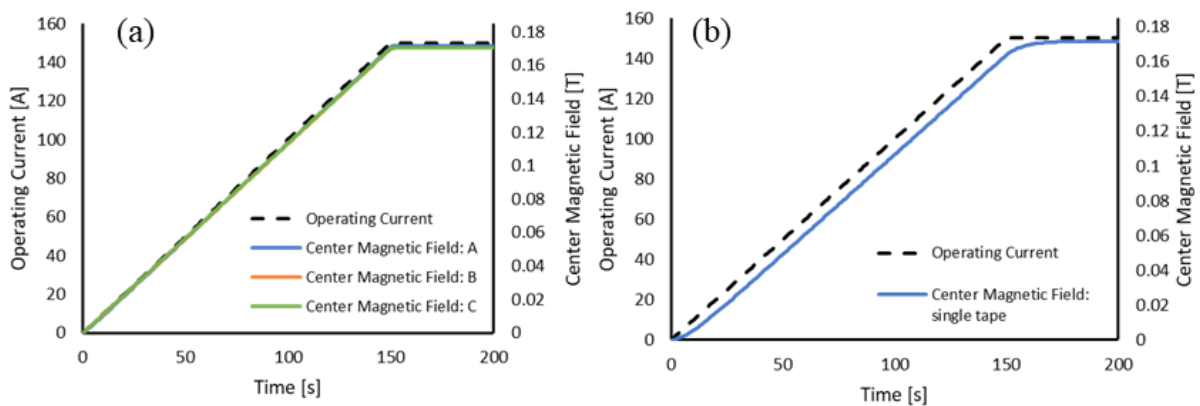 (a)
Operating Current [A]
160
140
120
100
80
60
40
20
0
0 50 100 150 200
Time [s]
0.18
0.16
0.14
0.12
0.1
0.08
0.06
0.04
0.02
0
Center Magnetic Field [T]
Operating Current
Center Magnetic Field: A
Center Magnetic Field: B
Center Magnetic Field: C
(b)
Operating Current [A]
160
140
120
100
80
60
40
20
0
0 50 100 150 200
Time [s]
0.18
0.16
0.14
0.12
0.1
0.08
0.06
0.04
0.02
0
Center Magnetic Field [T]
Operating Current
Center Magnetic Field:
single tape